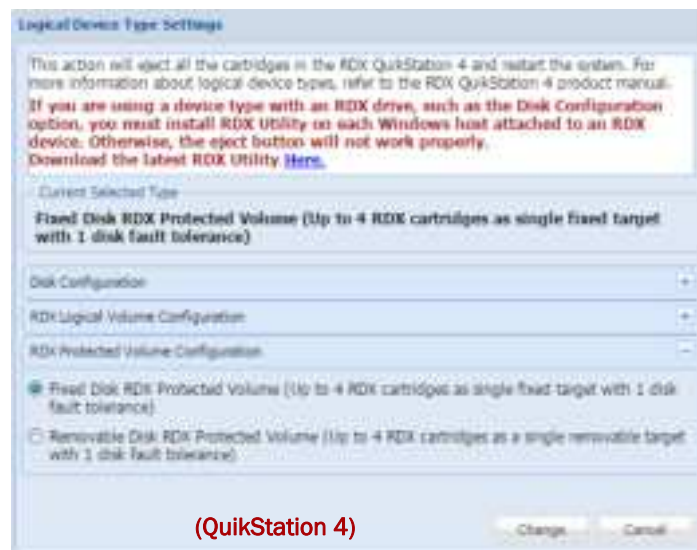 Logical Device Type Settings
This action will eject all the cartridges in the RDX QuikStation 4 and restart the system. For
more information about logical device types, refer to the RDX QuikStation 4 product manual.
If you are using a device type with an RDX drive, such as the Disk Configuration
option, you must install RDX Utility on each Windows host attached to an RDX
device. Otherwise, the eject button will not work properly.
Download the latest RDX Utility Here.
Current Selected Type
Fixed Disk RDX Protected Volume (Up to 4 RDX cartridges as single fixed target
with 1 disk fault tolerance)
Disk Configuration
RDX Logical Volume Configuration
RDX Protected Volume Configuration
Fixed Disk RDX Protected Volume (Up to 4 RDX cartridges as single fixed target with 1 disk
fault tolerance)
Removable Disk RDX Protected Volume (Up to 4 RDX cartridges as a single removable target
with 1 disk fault tolerance)
(QuikStation 4)
Change Cancel